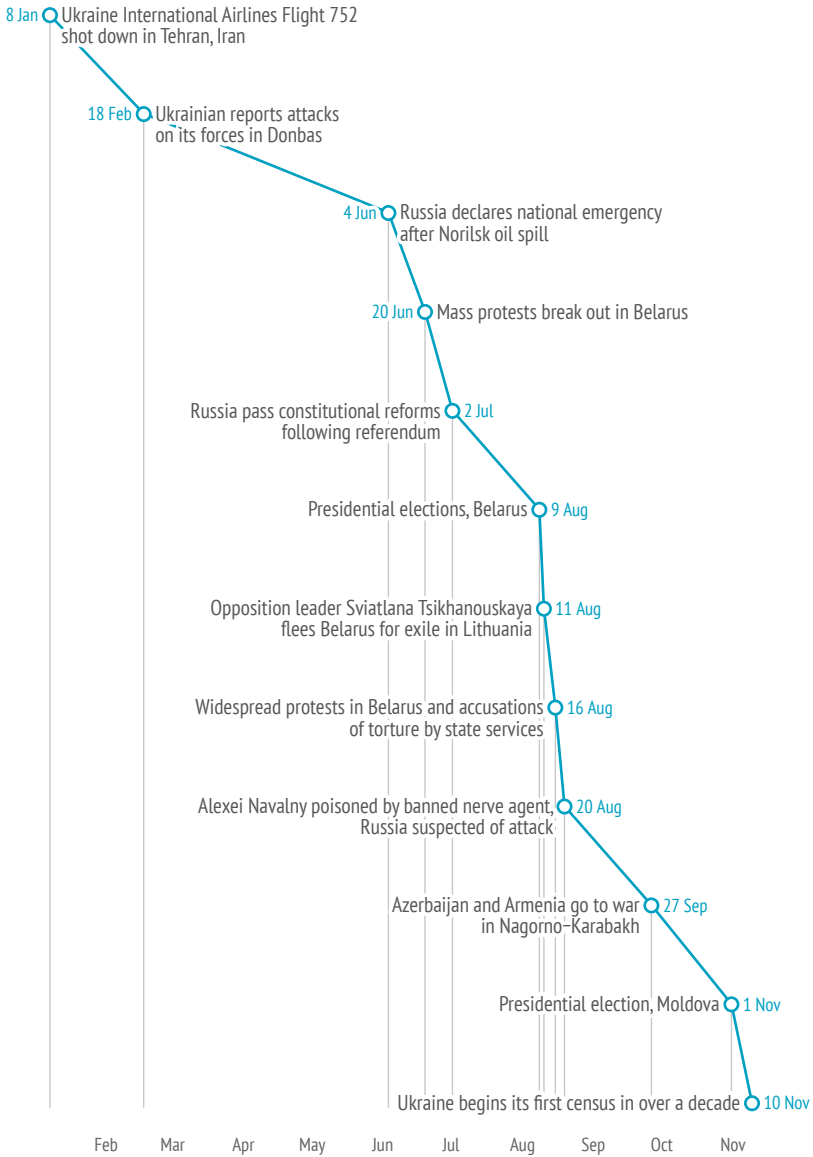 8 Jan Ukraine International Airlines Flight 752
shot down in Tehran, Iran
18 Feb Ukrainian reports attacks
on its forces in Donbas
4 Jun Russia declares national emergency
after Norilsk oil spill
20 Jun Mass protests break out in Belarus
Russia pass constitutional reforms 2 Jul
following referendum
Presidential elections, Belarus 9 Aug
Opposition leader Sviatlana Tsikhanouskaya 11 Aug
flees Belarus for exile in Lithuania
Widespread protests in Belarus and accusations 16 Aug
of torture by state services
Alexei Navalny poisoned by banned nerve agent, 20 Aug
Russia suspected of attack
Azerbaijan and Armenia go to war 27 Sep
in Nagorno–Karabakh
Presidential election, Moldova 1 Nov
Ukraine begins its first census in over a decade 10 Nov
Feb Mar Apr May Jun Jul Aug Sep Oct Nov